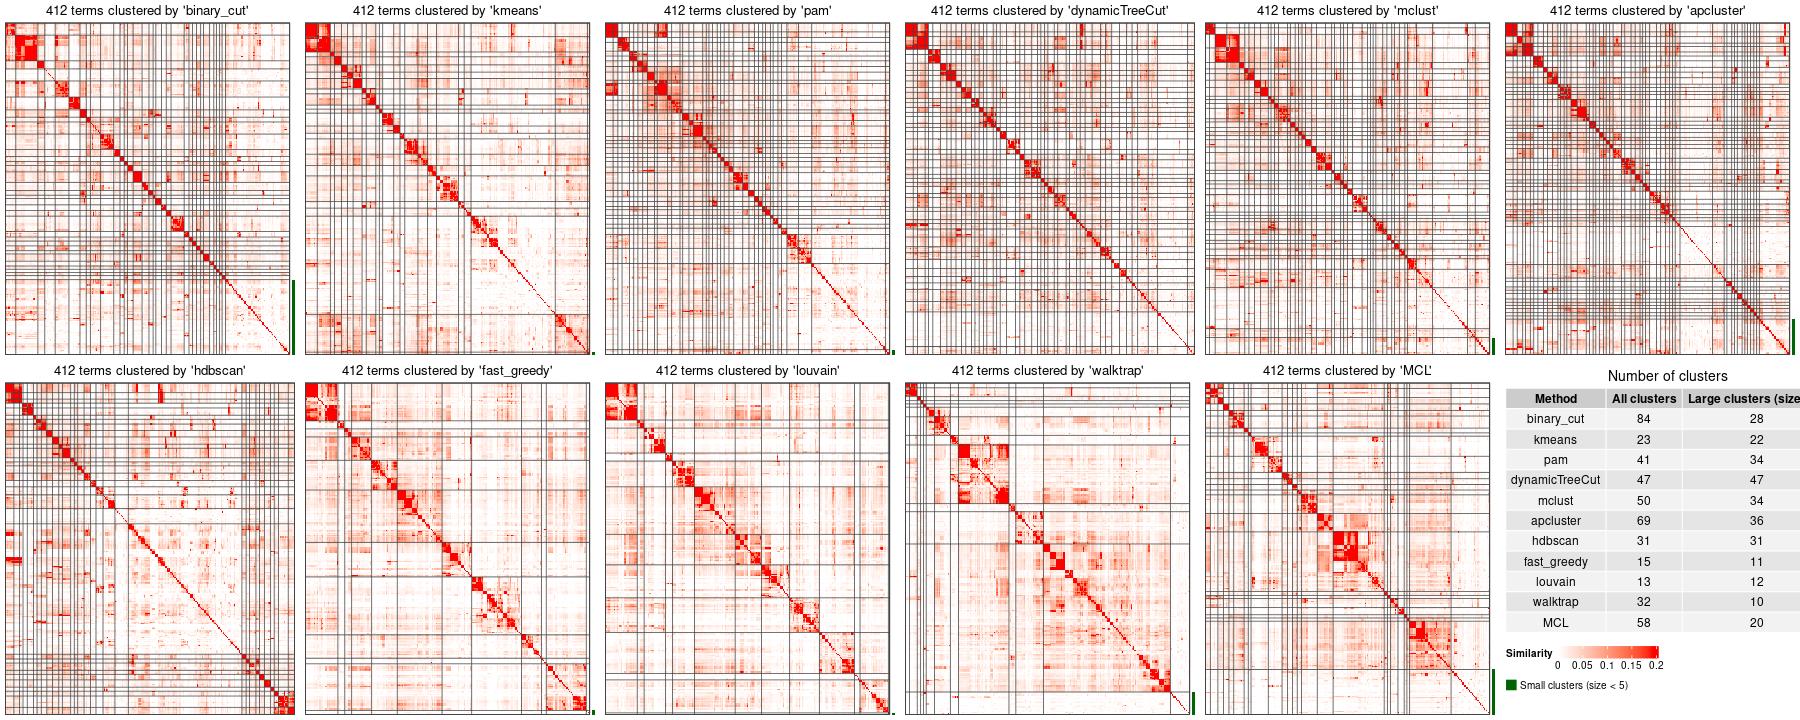 412 terms clustered by 'binary_cut'
412 terms clustered by 'kmeans'
412 terms clustered by 'pam'
412 terms clustered by 'dynamicTreeCut'
412 terms clustered by 'mclust'
412 terms clustered by 'apcluster'
412 terms clustered by 'hdbscan'
412 terms clustered by 'fast_greedy'
412 terms clustered by 'louvain'
412 terms clustered by 'walktrap'
412 terms clustered by 'MCL'
Number of clusters
Method All clusters Large clusters (size
binary_cut 84 28
kmeans 23 22
pam 41 34
dynamicTreeCut 47 47
mclust 50 34
apcluster 69 36
hdbscan 31 31
fast_greedy 15 11
louvain 13 12
walktrap 32 10
MCL 58 20
Similarity
0 0.05 0.1 0.15 0.2
Small clusters (size < 5)